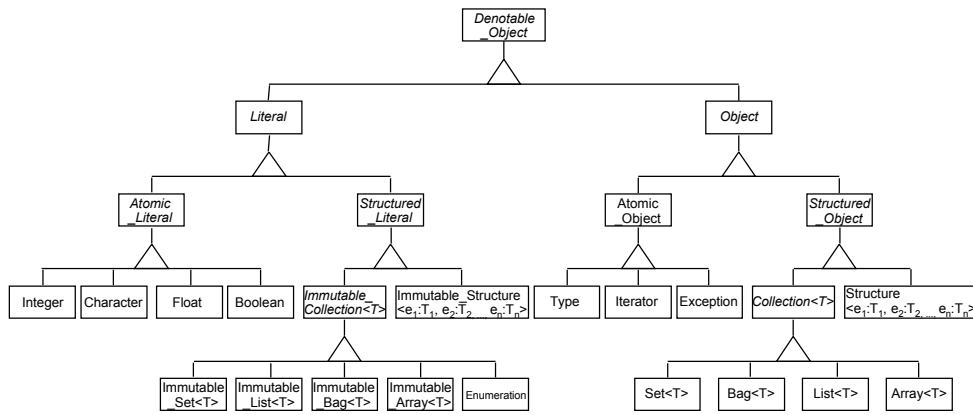 Denotable
_Object
Literal
Object
Atomic
_Literal
Structured
_Literal
Atomic
_Object
Structured
_Object
Integer
Character
Float
Boolean
Immutable_
Collection<T>
Immutable_Structure
<e1:T1, e2:T2, ..., en:Tn>
Type
Iterator
Exception
Collection<T>
Structure
<e1:T1, e2:T2, ..., en:Tn>
Immutable
_Set<T>
Immutable
_List<T>
Immutable
_Bag<T>
Immutable
_Array<T>
Enumeration
Set<T>
Bag<T>
List<T>
Array<T>